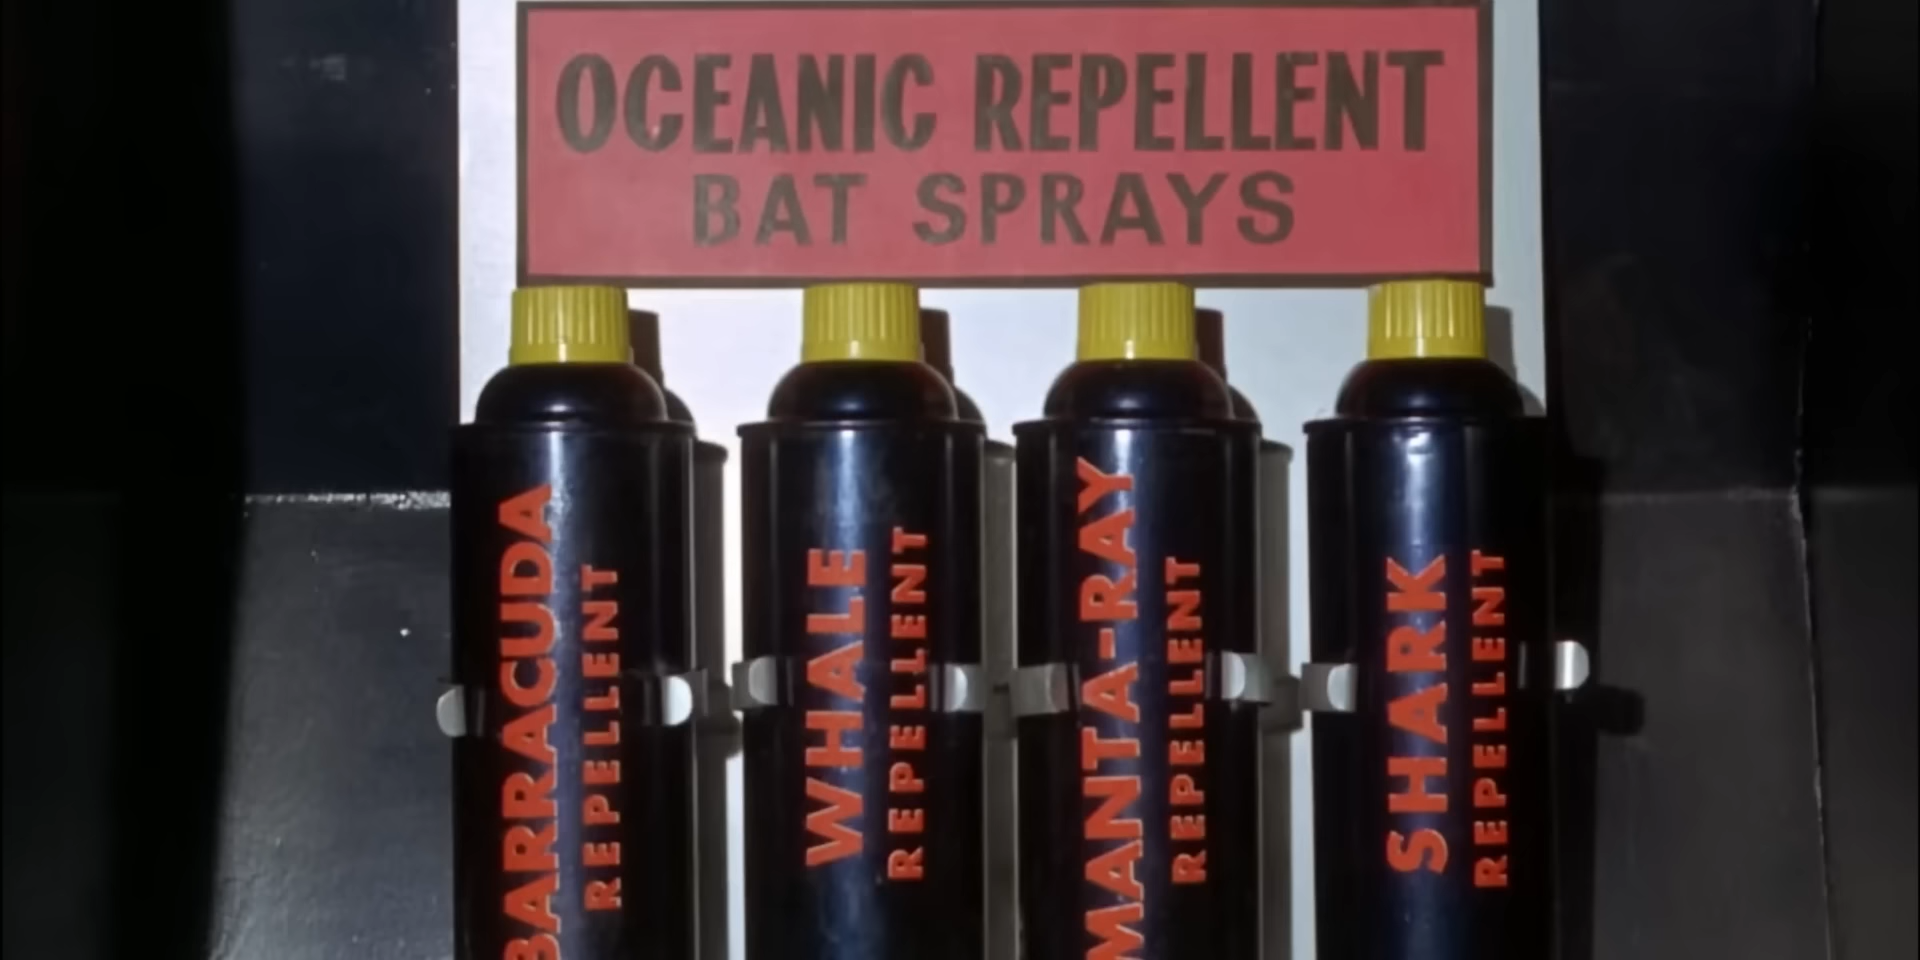 OCEANIC REPELLENT
BAT SPRAYS
BARRACUDA
REPELLENT
WHALE
REPELLENT
MANTA-RAY
REPELLENT
SHARK
REPELLENT